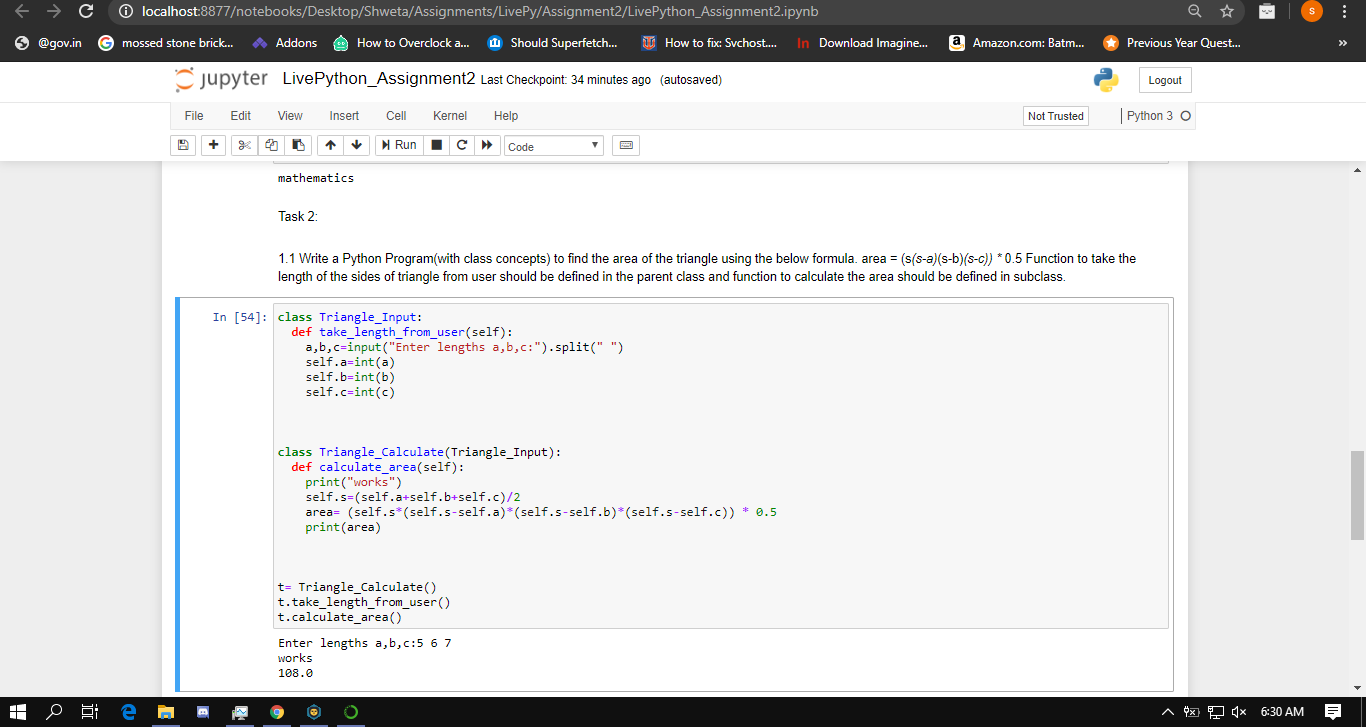 localhost:8877/notebooks/Desktop/Shweta/Assignments/LivePy/Assignment2/LivePython_Assignment2.ipynb
S
@gov.in mossed stone brick... Addons How to Overclock a... Should Superfetch... How to fix: Svchost.... In Download Imagine... a Amazon.com: Batm... Previous Year Quest... »
jupyter LivePython_Assignment2 Last Checkpoint: 34 minutes ago (autosaved) Logout
File Edit View Insert Cell Kernel Help Not Trusted Python 3
Run Code
mathematics
Task 2:
1.1 Write a Python Program(with class concepts) to find the area of the triangle using the below formula. area = (s(s-a)(s-b)(s-c)) * 0.5 Function to take the
length of the sides of triangle from user should be defined in the parent class and function to calculate the area should be defined in subclass.
In [54]: class Triangle_Input:
def take_length_from_user(self):
a,b,c=input("Enter lengths a,b,c:").split(" ")
self.a=int(a)
self.b=int(b)
self.c=int(c)
class Triangle_Calculate(Triangle_Input):
def calculate_area(self):
print("works")
self.s=(self.a+self.b+self.c)/2
area= (self.s*(self.s-self.a)*(self.s-self.b)*(self.s-self.c)) * 0.5
print(area)
t= Triangle_Calculate()
t.take_length_from_user()
t.calculate_area()
Enter lengths a,b,c:5 6 7
works
108.0
6:30 AM